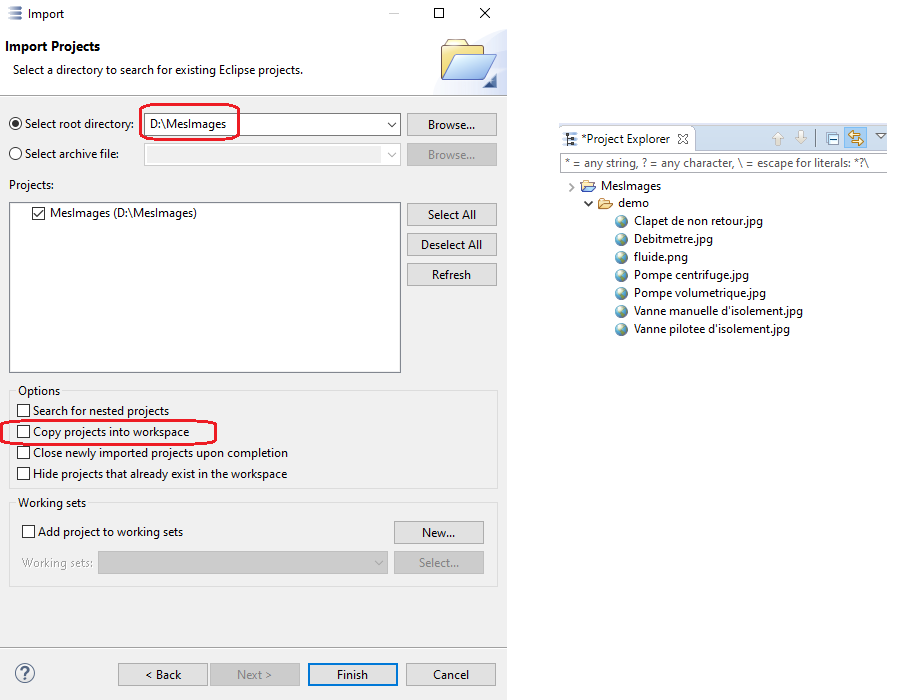 Import
Import Projects
Select a directory to search for existing Eclipse projects.
Select root directory:
D:\MesImages
Browse...
Select archive file:
Browse...
Projects:
MesImages (D:\MesImages)
Select All
Deselect All
Refresh
Options
Search for nested projects
Copy projects into workspace
Close newly imported projects upon completion
Hide projects that already exist in the workspace
Working sets
Add project to working sets
New...
Working sets:
Select...
?
< Back
Next >
Finish
Cancel
*Project Explorer
* = any string, ? = any character, \ = escape for literals: *?\
MesImages
demo
Clapet de non retour.jpg
Debitmetre.jpg
fluide.png
Pompe centrifuge.jpg
Pompe volumetrique.jpg
Vanne manuelle d'isolement.jpg
Vanne pilotee d'isolement.jpg